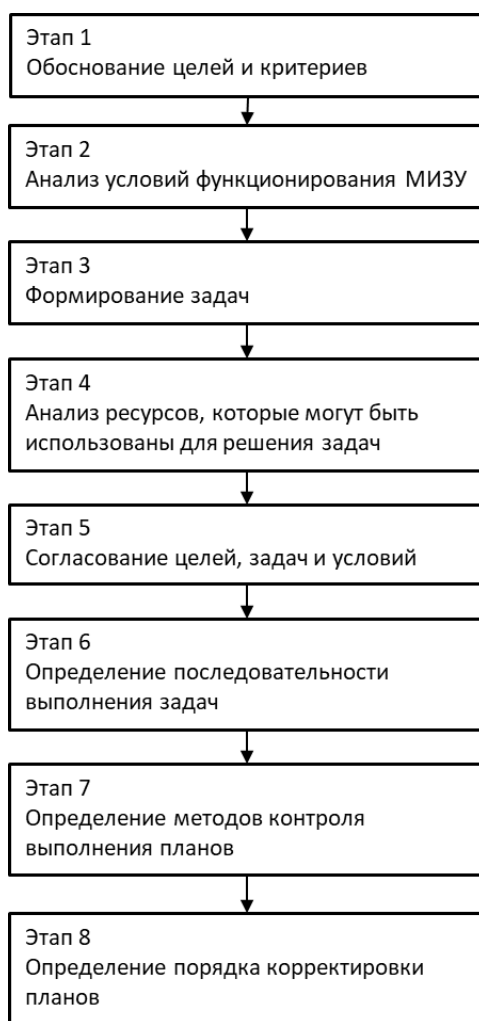 Этап 1
Обоснование целей и критериев
Этап 2
Анализ условий функционирования МИЗУ
Этап 3
Формирование задач
Этап 4
Анализ ресурсов, которые могут быть
использованы для решения задач
Этап 5
Согласование целей, задач и условий
Этап 6
Определение последовательности
выполнения задач
Этап 7
Определение методов контроля
выполнения планов
Этап 8
Определение порядка корректировки
планов